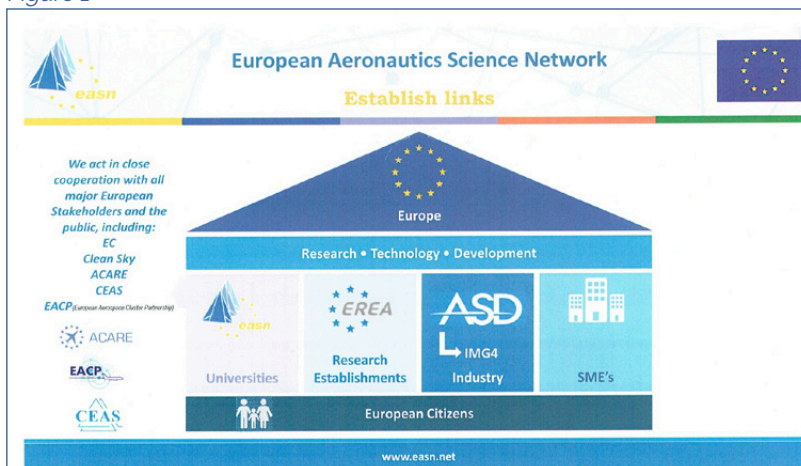 European Aeronautics Science Network
easn
Establish links
We act in close
cooperation with all
major European
Stakeholders and the
public, including:
EC
Clean Sky
ACARE
CEAS
EACP (European Aerospace Cluster Partnership)
ACARE
EACP
CEAS
Europe
Research • Technology • Development
easn
Universities
EREA
Research
Establishments
ASD
IMG4
Industry
SME's
European Citizens
www.easn.net